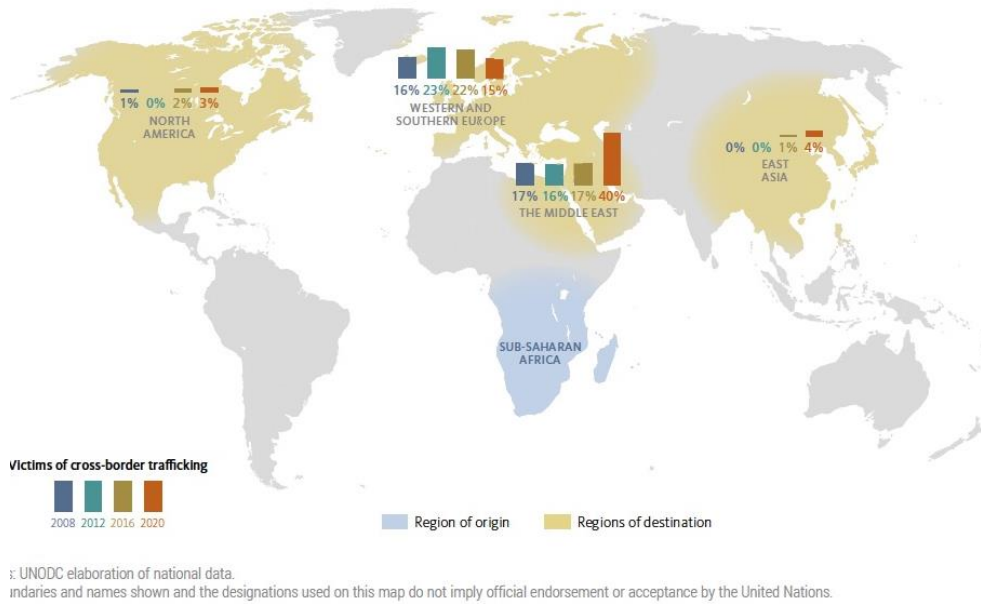 1% 0% 2% 3%
NORTH
AMERICA
16% 23% 22% 15%
WESTERN AND
SOUTHERN EUROPE
0% 0% 1% 4%
EAST
ASIA
17% 16% 17% 40%
THE MIDDLE EAST
SUB-SAHARAN
AFRICA
Victims of cross-border trafficking
2008 2012 2016 2020
Region of origin
Regions of destination
s: UNODC elaboration of national data.
undaries and names shown and the designations used on this map do not imply official endorsement or acceptance by the United Nations.